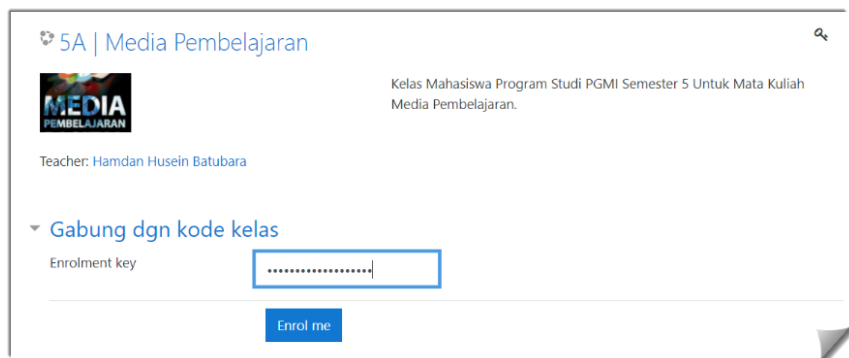 5A | Media Pembelajaran
MEDIA
PEMBELAJARAN
Kelas Mahasiswa Program Studi PGMI Semester 5 Untuk Mata Kuliah
Media Pembelajaran.
Teacher: Hamdan Husein Batubara
Gabung dgn kode kelas
Enrolment key
Enrol me